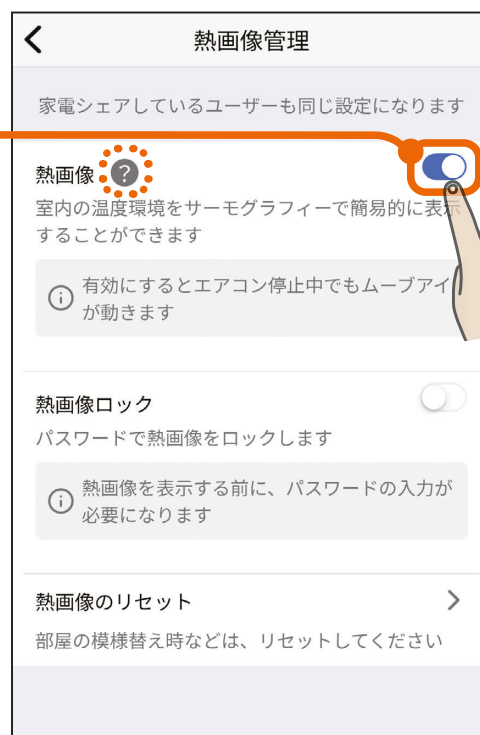 熱画像管理
家電シェアしているユーザーも同じ設定になります
熱画像 ?
室内の温度環境をサーモグラフィーで簡易的に表示
することができます
有効にするとエアコン停止中でもムーブアイ
が動きます
熱画像ロック
パスワードで熱画像をロックします
熱画像を表示する前に、パスワードの入力が
必要になります
熱画像のリセット
部屋の模様替え時などは、リセットしてください